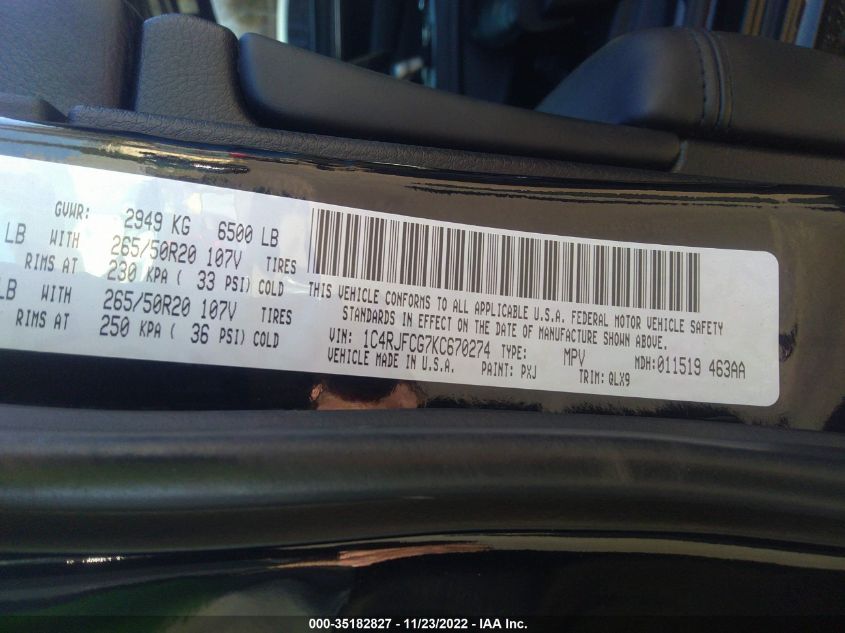 GVWR: 2949 KG 6500 LB
LB WITH 265/50R20 107V TIRES
RIMS AT 230 KPA ( 33 PSI) COLD
LB WITH 265/50R20 107V TIRES
RIMS AT 250 KPA ( 36 PSI) COLD
THIS VEHICLE CONFORMS TO ALL APPLICABLE U.S.A. FEDERAL MOTOR VEHICLE SAFETY
STANDARDS IN EFFECT ON THE DATE OF MANUFACTURE SHOWN ABOVE.
VIN: 1C4RJFCG7KC670274 TYPE: MPV MDH:011519 463AA
VEHICLE MADE IN U.S.A. PAINT: PXJ TRIM: QLX9
000-35182827 - 11/23/2022 - IAA Inc.